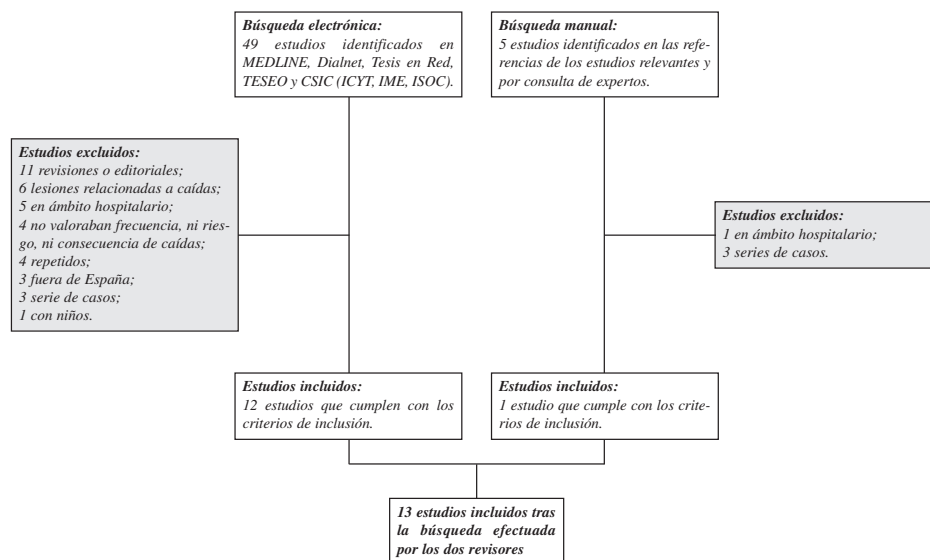 Búsqueda electrónica:
49 estudios identificados en
MEDLINE, Dialnet, Tesis en Red,
TESEO y CSIC (ICYT, IME, ISOC).
Búsqueda manual:
5 estudios identificados en las refe-
rencias de los estudios relevantes y
por consulta de expertos.
Estudios excluidos:
11 revisiones o editoriales;
6 lesiones relacionadas a caídas;
5 en ámbito hospitalario;
4 no valoraban frecuencia, ni ries-
go, ni consecuencia de caídas;
4 repetidos;
3 fuera de España;
3 serie de casos;
1 con niños.
Estudios excluidos:
1 en ámbito hospitalario;
3 series de casos.
Estudios incluidos:
12 estudios que cumplen con los
criterios de inclusión.
Estudios incluidos:
1 estudio que cumple con los crite-
rios de inclusión.
13 estudios incluidos tras
la búsqueda efectuada
por los dos revisores